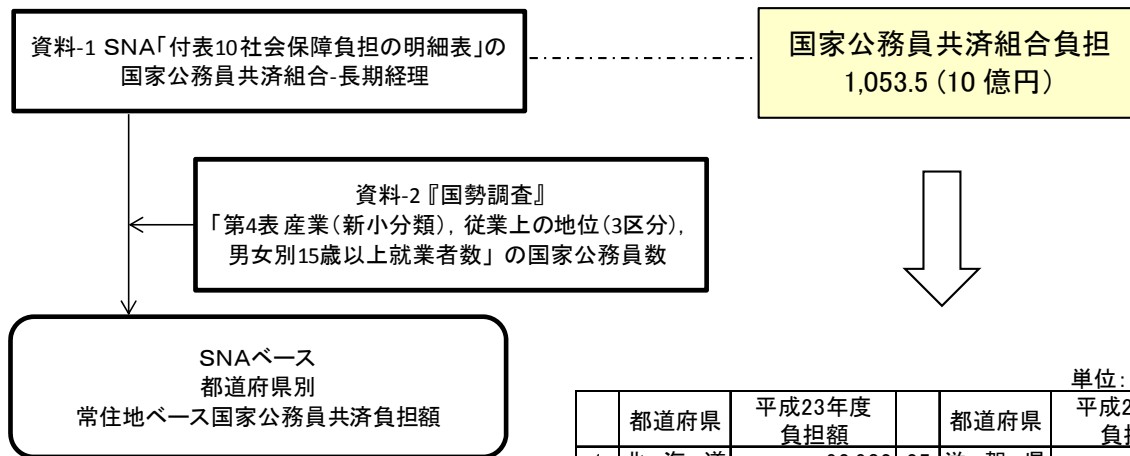 資料-1 SNA「付表10社会保障負担の明細表」の
国家公務員共済組合-長期経理
国家公務員共済組合負担
1,053.5 (10 億円)
資料-2『国勢調査』
「第4表 産業(新小分類), 従業上の地位(3区分),
男女別15歳以上就業者数」の国家公務員数
SNAベース
都道府県別
常住地ベース国家公務員共済負担額
単位:
都道府県 平成23年度 都道府県 平成2
負担額 負担